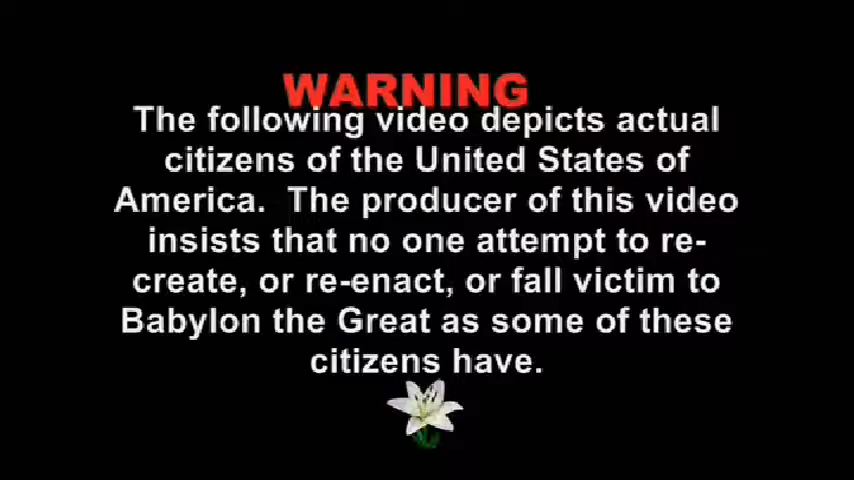 WARNING
The following video depicts actual
citizens of the United States of
America.  The producer of this video
insists that no one attempt to re-
create, or re-enact, or fall victim to
Babylon the Great as some of these
citizens have.